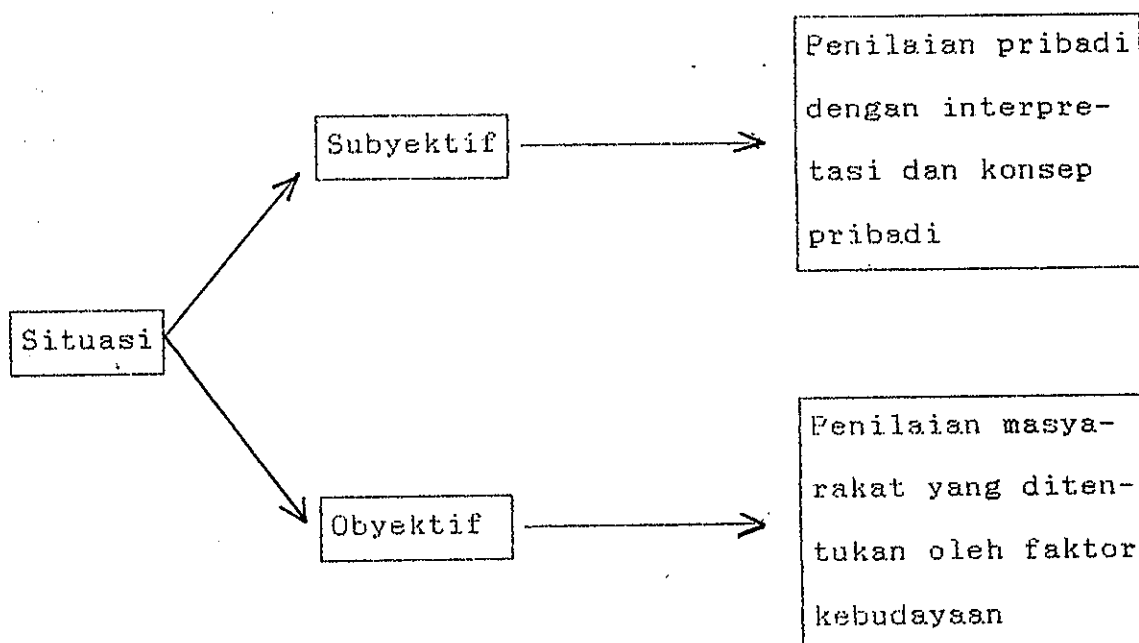 Situasi
Subyektif
Penilaian pribadi
dengan interpre-
tasi dan konsep
pribadi
Obyektif
Penilaian masya-
rakat yang diten-
tukan oleh faktor
kebudayaan